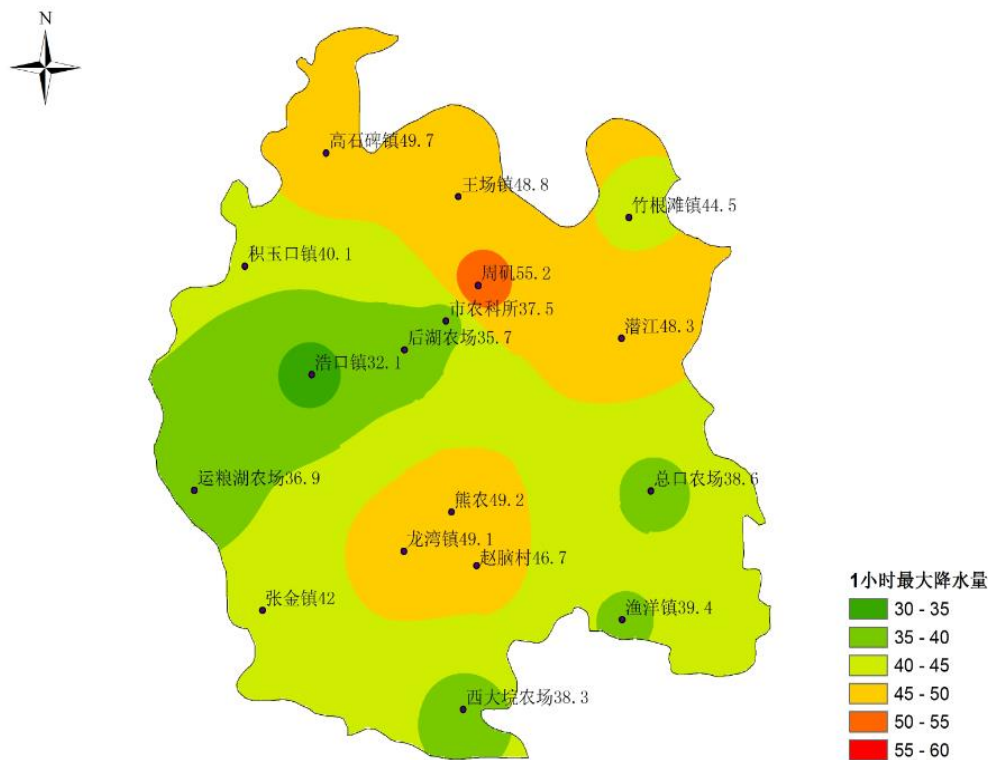 N
高石碑镇49.7
王场镇48.8
竹根滩镇44.5
积玉口镇40.1
周矶55.2
市农科所37.5
潜江48.3
后湖农场35.7
浩口镇32.1
运粮湖农场36.9
总口农场38.6
熊农49.2
龙湾镇49.1
赵脑村46.7
张金镇42
渔洋镇39.4
西大垸农场38.3
1小时最大降水量
30 - 35
35 - 40
40 - 45
45 - 50
50 - 55
55 - 60